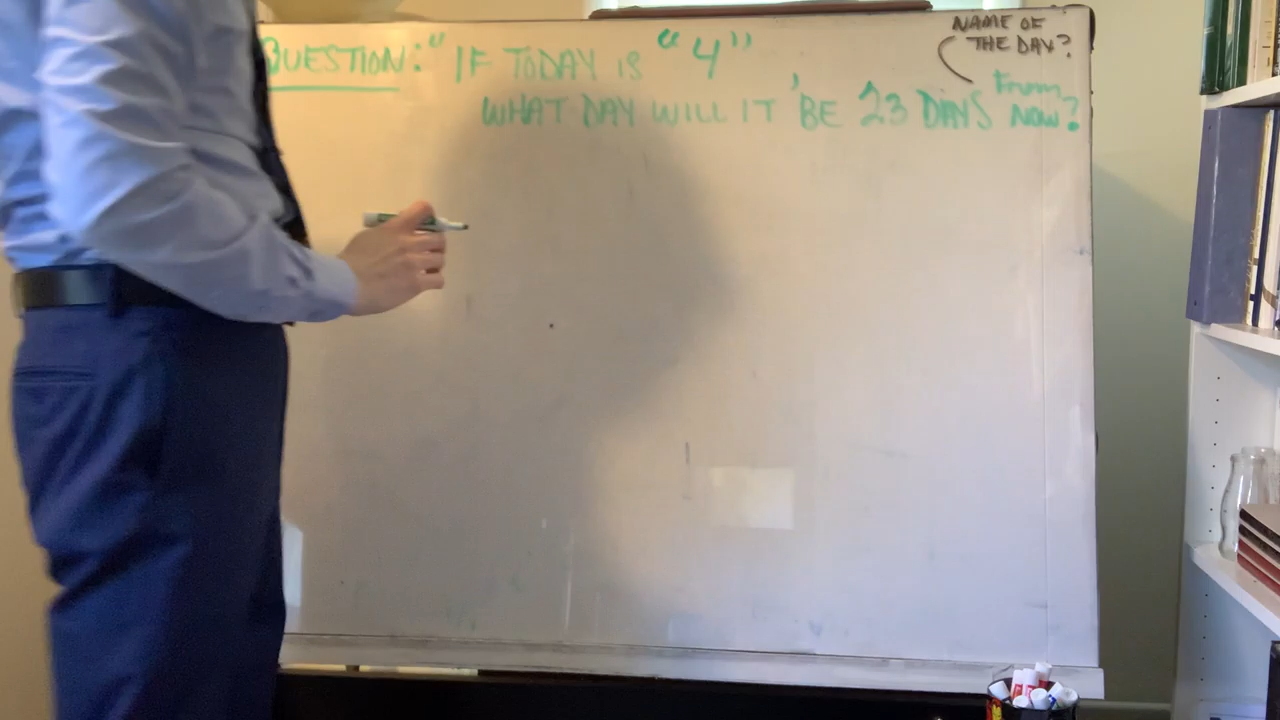 QUESTION: "IF TODAY IS "4",
WHAT DAY WILL IT BE 23 DAYS From Now?
NAME OF
THE DAY?